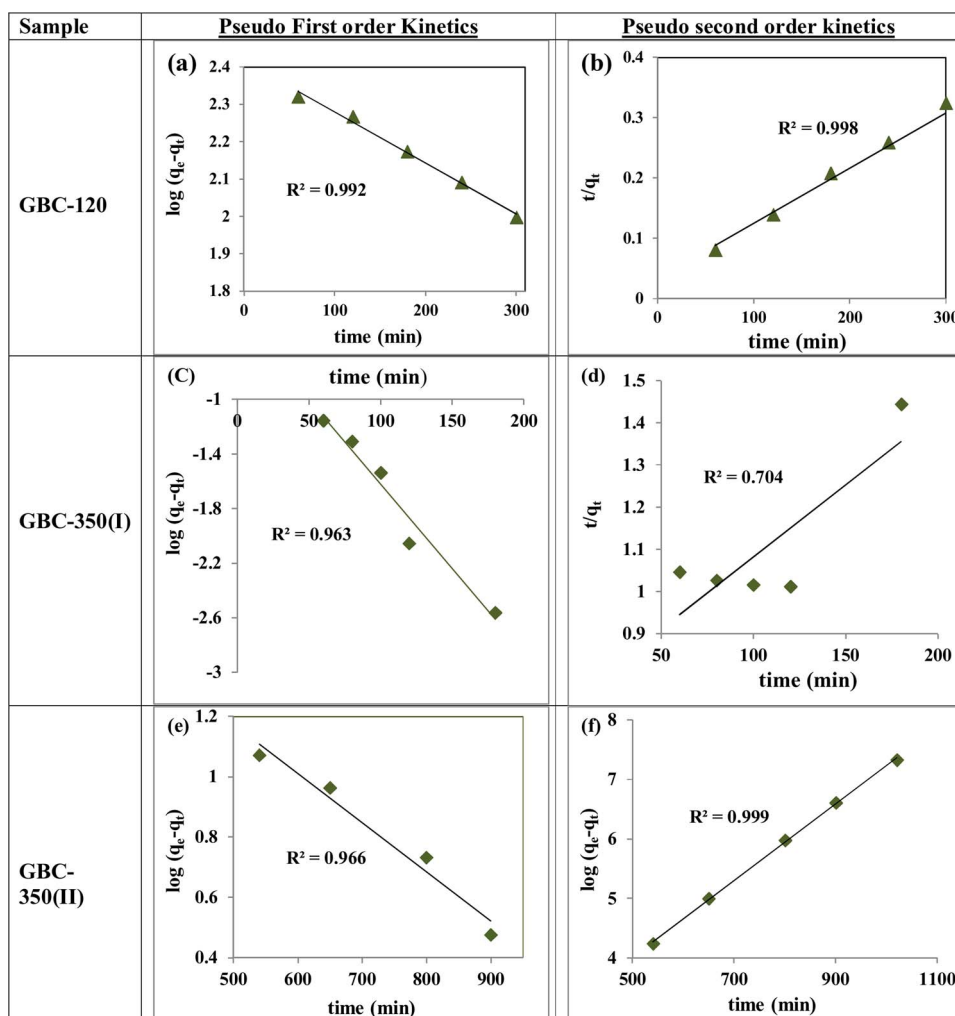 Sample
Pseudo First order Kinetics
Pseudo second order kinetics
GBC-120
(a)
2.4
2.3
2.2
2.1
2
1.9
1.8
log (qₑ-qₜ)
R² = 0.992
0
100
200
300
time (min)
(b)
0.4
0.3
0.2
0.1
0
t/qₜ
R² = 0.998
0
100
200
300
time (min)
GBC-350(I)
(C)
time (min)
-1
0
50
100
150
200
-1.4
-1.8
-2.2
-2.6
-3
log (qₑ-qₜ)
R² = 0.963
(d)
1.5
1.4
1.3
1.2
1.1
1
0.9
t/qₜ
R² = 0.704
50
100
150
200
time (min)
GBC-
350(II)
(e)
1.2
1
0.8
0.6
0.4
log (qₑ-qₜ)
R² = 0.966
500
600
700
800
900
time (min)
(f)
8
7
6
5
4
log (qₑ-qₜ)
R² = 0.999
500
700
900
1100
time (min)